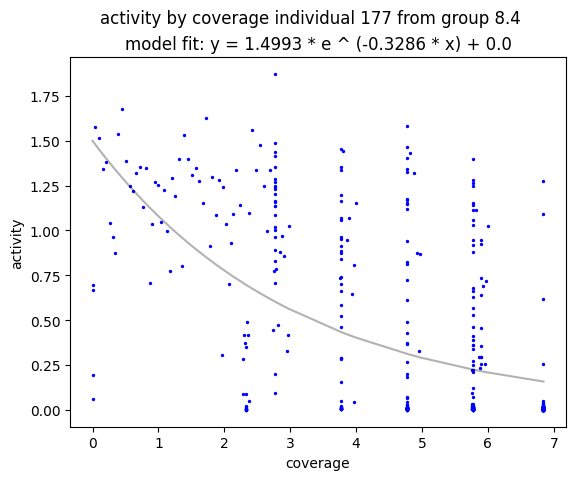 activity by coverage individual 177 from group 8.4
model fit: y = 1.4993 * e ^ (-0.3286 * x) + 0.0
1.75
1.50
1.25
1.00
0.75
0.50
0.25
0.00
activity
0 1 2 3 4 5 6 7
coverage